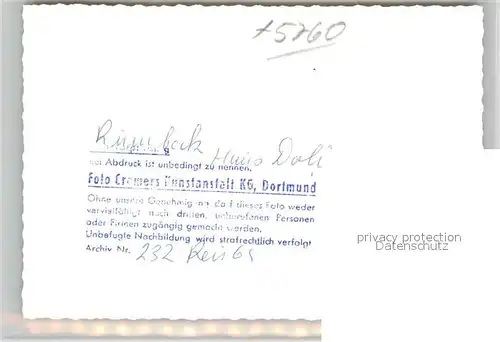 +5760
Rumbeck Haus Dolf
bei Abdruck ist unbedingt zu nennen.
Foto Cramers Kunstanstalt KG, Dortmund
Ohne unsere Genehmigung darf dieses Foto weder
vervielfältigt noch dritten, unberufenen Personen
oder Firmen zugängig gemacht werden.
Unbefugte Nachbildung wird strafrechtlich verfolgt
Archiv Nr. 232
privacy protection
Datenschutz